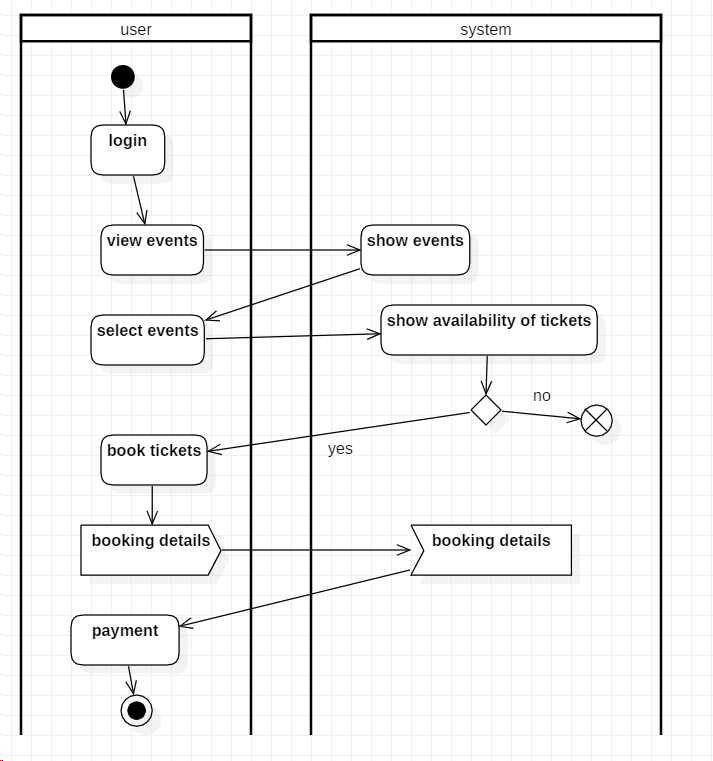 user
system
login
view events
show events
select events
show availability of tickets
no
yes
book tickets
booking details
booking details
payment